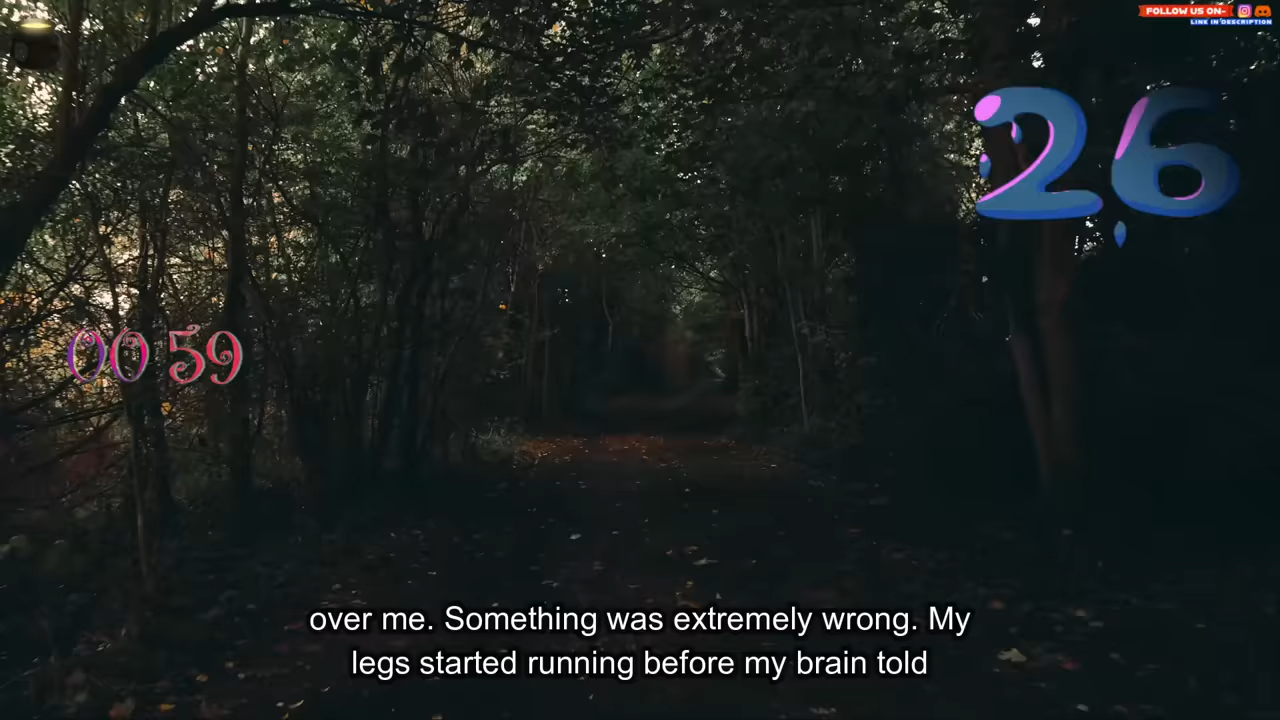 FOLLOW US ON-
LINK IN DESCRIPTION
26
00 59
over me. Something was extremely wrong. My
legs started running before my brain told